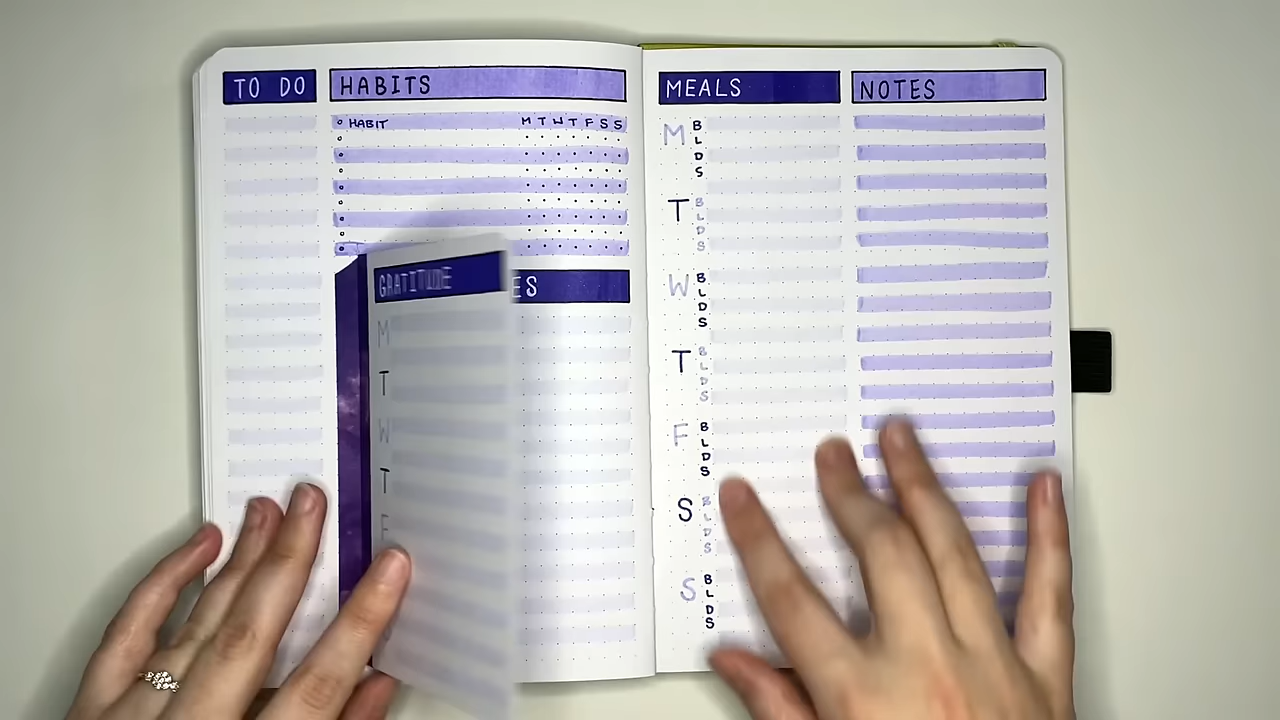 TO DO
HABITS
HABIT M T W T F S S
GRATITUDE
M
T
W
T
F
ES
MEALS
M B L D S
T B L D S
W B L D S
T B L D S
F B L D S
S B L D S
S B L D S
NOTES